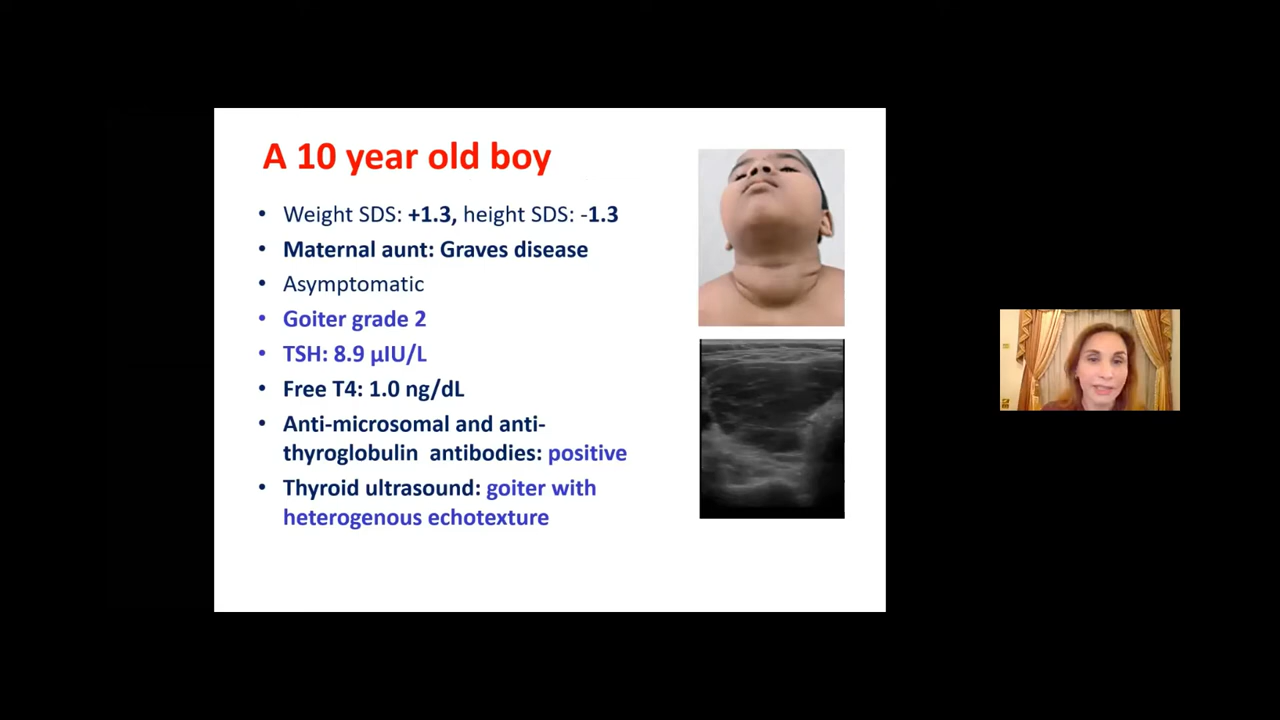 A 10 year old boy
• Weight SDS: +1.3, height SDS: -1.3
• Maternal aunt: Graves disease
• Asymptomatic
• Goiter grade 2
• TSH: 8.9 µIU/L
• Free T4: 1.0 ng/dL
• Anti-microsomal and anti-
thyroglobulin antibodies: positive
• Thyroid ultrasound: goiter with
heterogenous echotexture